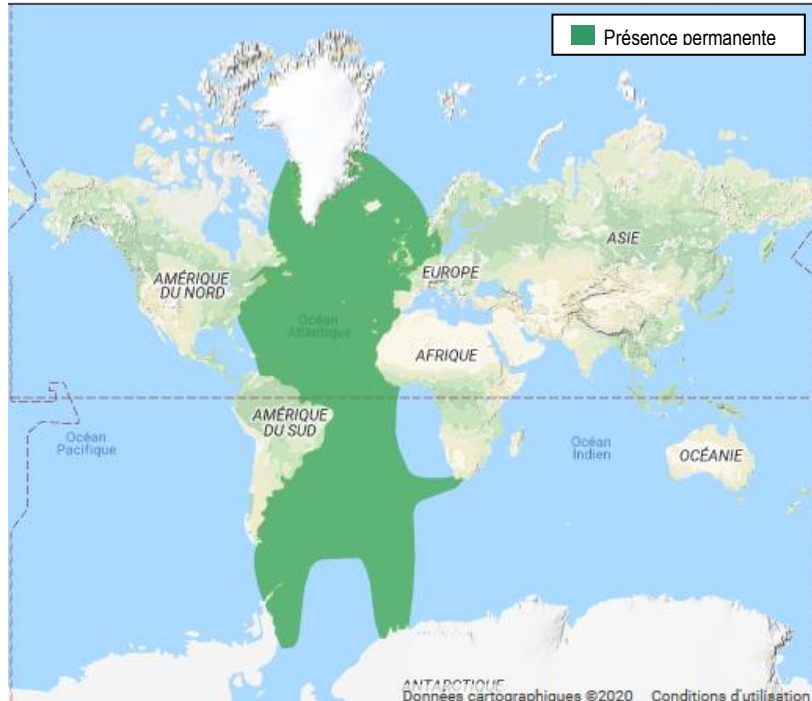 Présence permanente
ASIE
EUROPE
AMÉRIQUE
DU NORD
Océan
Atlantique
AFRIQUE
AMÉRIQUE
DU SUD
Océan
Pacifique
Océan
Indien
OCÉANIE
ANTARCTIQUE
Données cartographiques ©2020 Conditions d'utilisation